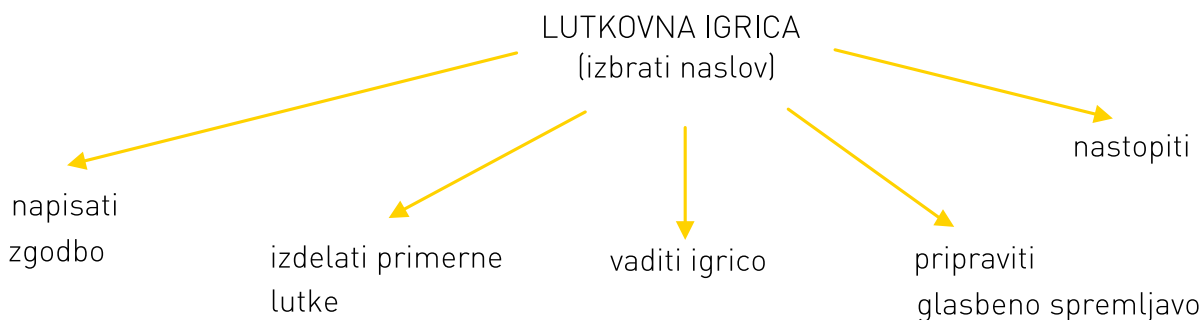 LUTKOVNA IGRICA
(izbrati naslov)
napisati
zgodbo
izdelati primerne
lutke
vaditi igrico
pripraviti
glasbeno spremljavo
nastopiti